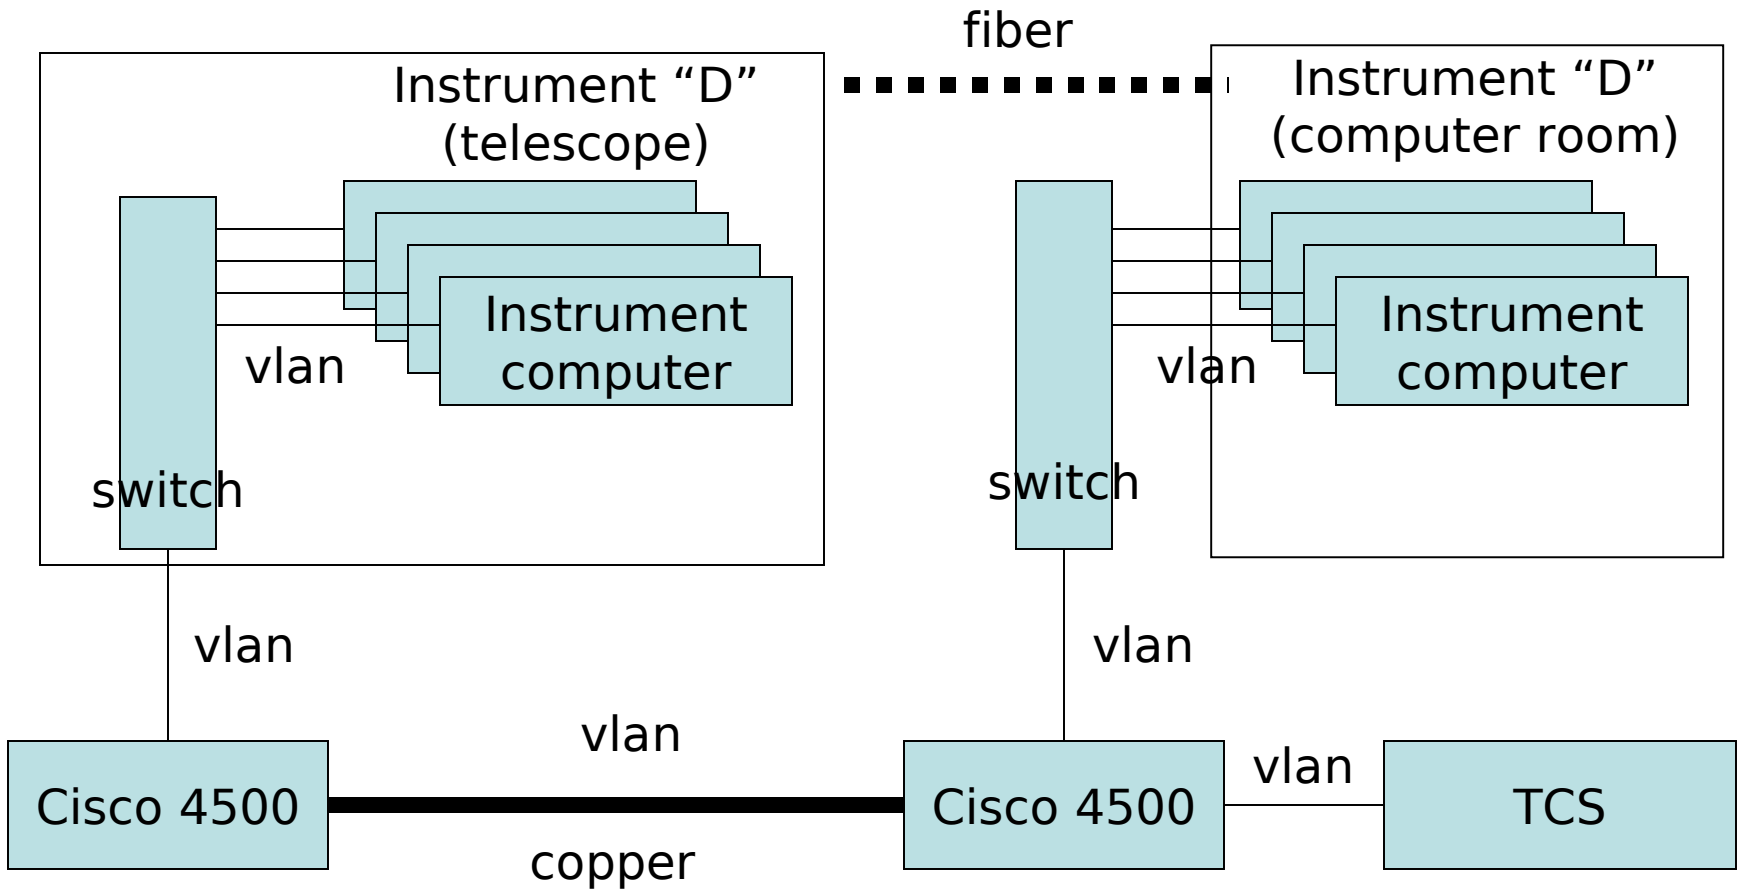 fiber
Instrument “D”
(telescope)
Instrument “D”
(computer room)
Instrument
computer
vlan
switch
Instrument
computer
vlan
switch
vlan
vlan
vlan
Cisco 4500
copper
Cisco 4500
vlan
TCS